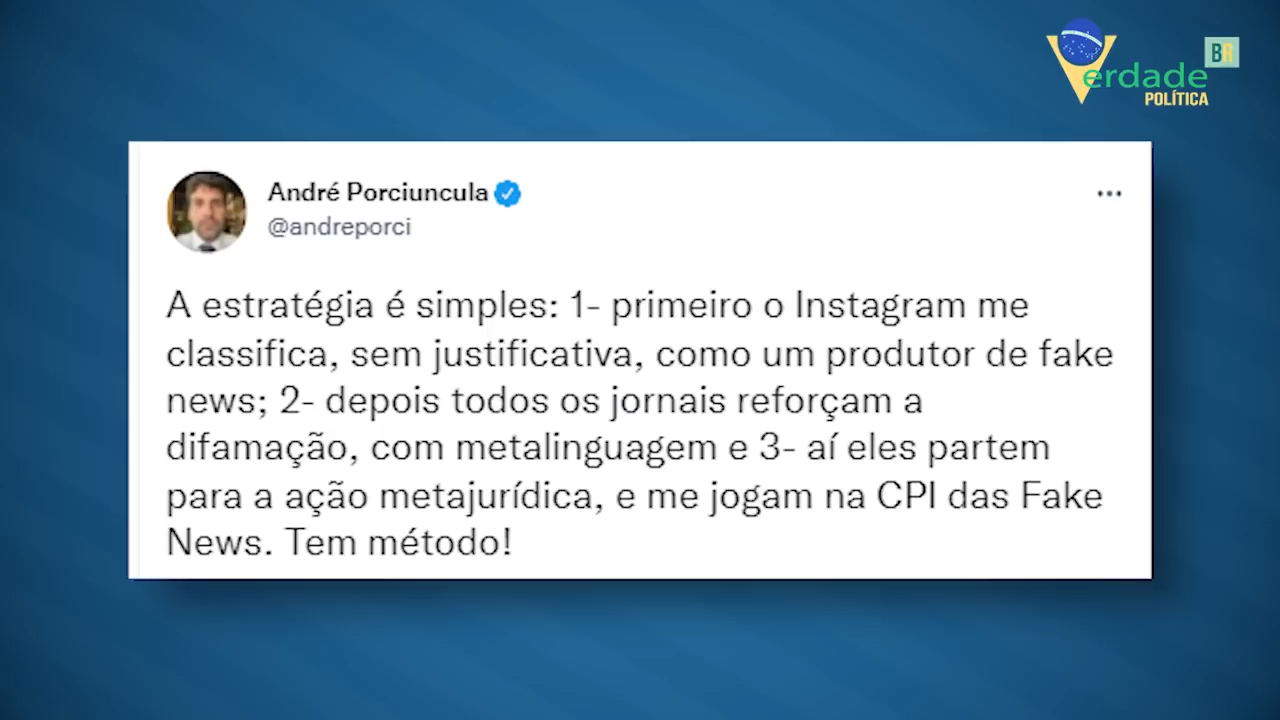 Verdade BR
POLÍTICA
André Porciuncula
@andreporci
A estratégia é simples: 1- primeiro o Instagram me
classifica, sem justificativa, como um produtor de fake
news; 2- depois todos os jornais reforçam a
difamação, com metalinguagem e 3- aí eles partem
para a ação metajurídica, e me jogam na CPI das Fake
News. Tem método!